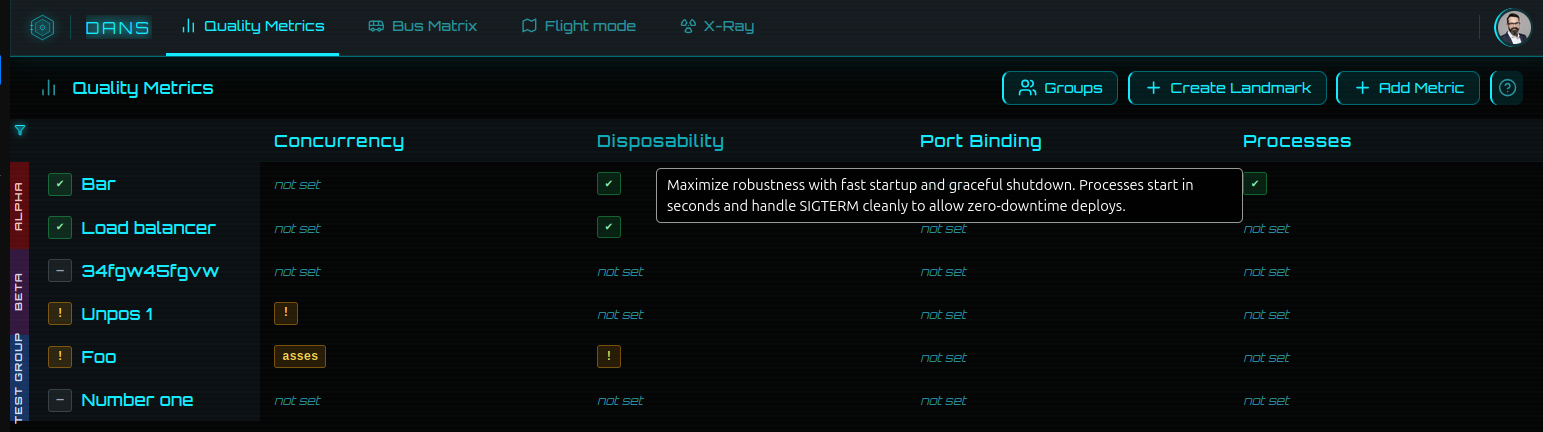 DANS Quality Metrics Bus Matrix Flight mode X-Ray
Quality Metrics Groups + Create Landmark + Add Metric ?
Concurrency Disposability Port Binding Processes
ALPHA
Bar not set ✔ ✔
Maximize robustness with fast startup and graceful shutdown. Processes start in
seconds and handle SIGTERM cleanly to allow zero-downtime deploys.
Load balancer not set ✔ not set not set
BETA
34fgw45fgvw not set not set not set not set
Unpos 1 ! not set not set not set
TEST GROUP
Foo asses ! not set not set
Number one not set not set not set not set